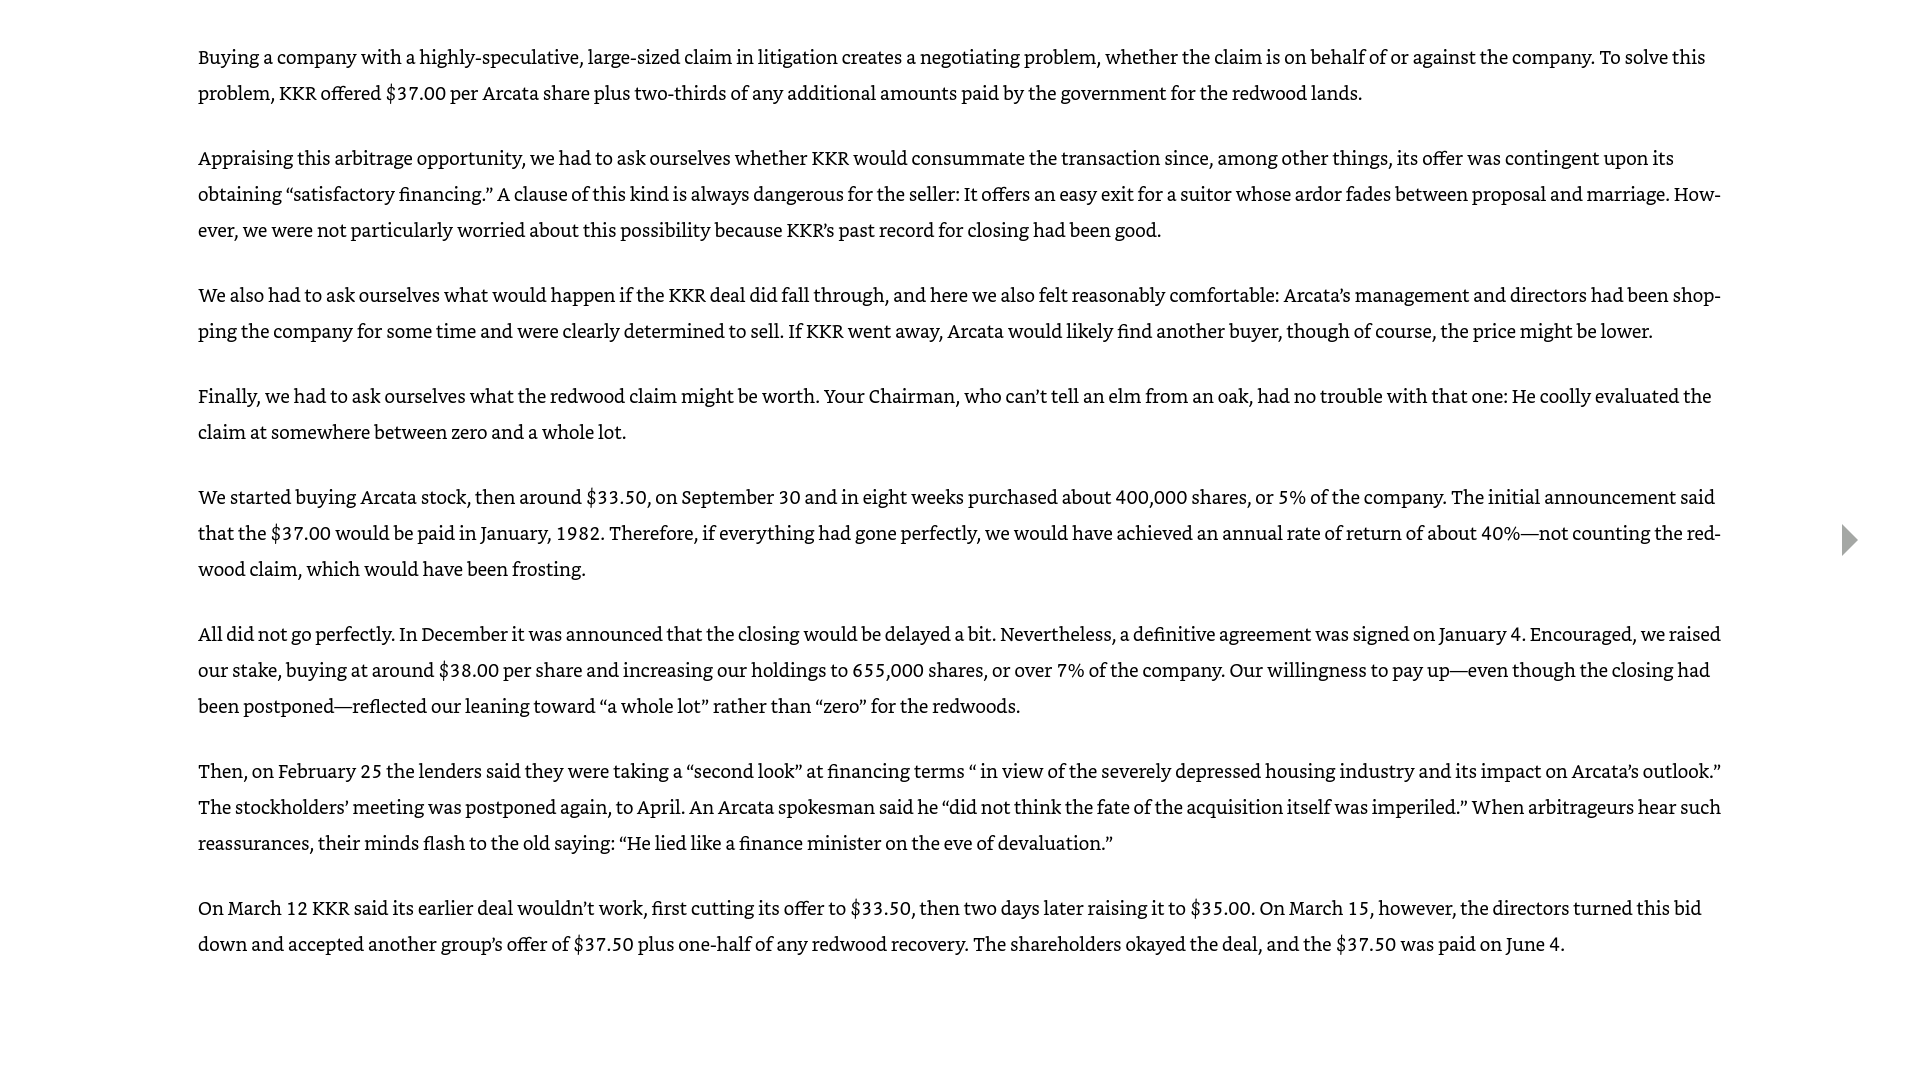 Buying a company with a highly-speculative, large-sized claim in litigation creates a negotiating problem, whether the claim is on behalf of or against the company. To solve this
problem, KKR offered $37.00 per Arcata share plus two-thirds of any additional amounts paid by the government for the redwood lands.
Appraising this arbitrage opportunity, we had to ask ourselves whether KKR would consummate the transaction since, among other things, its offer was contingent upon its
obtaining “satisfactory financing.” A clause of this kind is always dangerous for the seller: It offers an easy exit for a suitor whose ardor fades between proposal and marriage. How-
ever, we were not particularly worried about this possibility because KKR’s past record for closing had been good.
We also had to ask ourselves what would happen if the KKR deal did fall through, and here we also felt reasonably comfortable: Arcata’s management and directors had been shop-
ping the company for some time and were clearly determined to sell. If KKR went away, Arcata would likely find another buyer, though of course, the price might be lower.
Finally, we had to ask ourselves what the redwood claim might be worth. Your Chairman, who can’t tell an elm from an oak, had no trouble with that one: He coolly evaluated the
claim at somewhere between zero and a whole lot.
We started buying Arcata stock, then around $33.50, on September 30 and in eight weeks purchased about 400,000 shares, or 5% of the company. The initial announcement said
that the $37.00 would be paid in January, 1982. Therefore, if everything had gone perfectly, we would have achieved an annual rate of return of about 40%—not counting the red-
wood claim, which would have been frosting.
All did not go perfectly. In December it was announced that the closing would be delayed a bit. Nevertheless, a definitive agreement was signed on January 4. Encouraged, we raised
our stake, buying at around $38.00 per share and increasing our holdings to 655,000 shares, or over 7% of the company. Our willingness to pay up—even though the closing had
been postponed—reflected our leaning toward “a whole lot” rather than “zero” for the redwoods.
Then, on February 25 the lenders said they were taking a “second look” at financing terms “ in view of the severely depressed housing industry and its impact on Arcata’s outlook.”
The stockholders’ meeting was postponed again, to April. An Arcata spokesman said he “did not think the fate of the acquisition itself was imperiled.” When arbitrageurs hear such
reassurances, their minds flash to the old saying: “He lied like a finance minister on the eve of devaluation.”
On March 12 KKR said its earlier deal wouldn’t work, first cutting its offer to $33.50, then two days later raising it to $35.00. On March 15, however, the directors turned this bid
down and accepted another group’s offer of $37.50 plus one-half of any redwood recovery. The shareholders okayed the deal, and the $37.50 was paid on June 4.